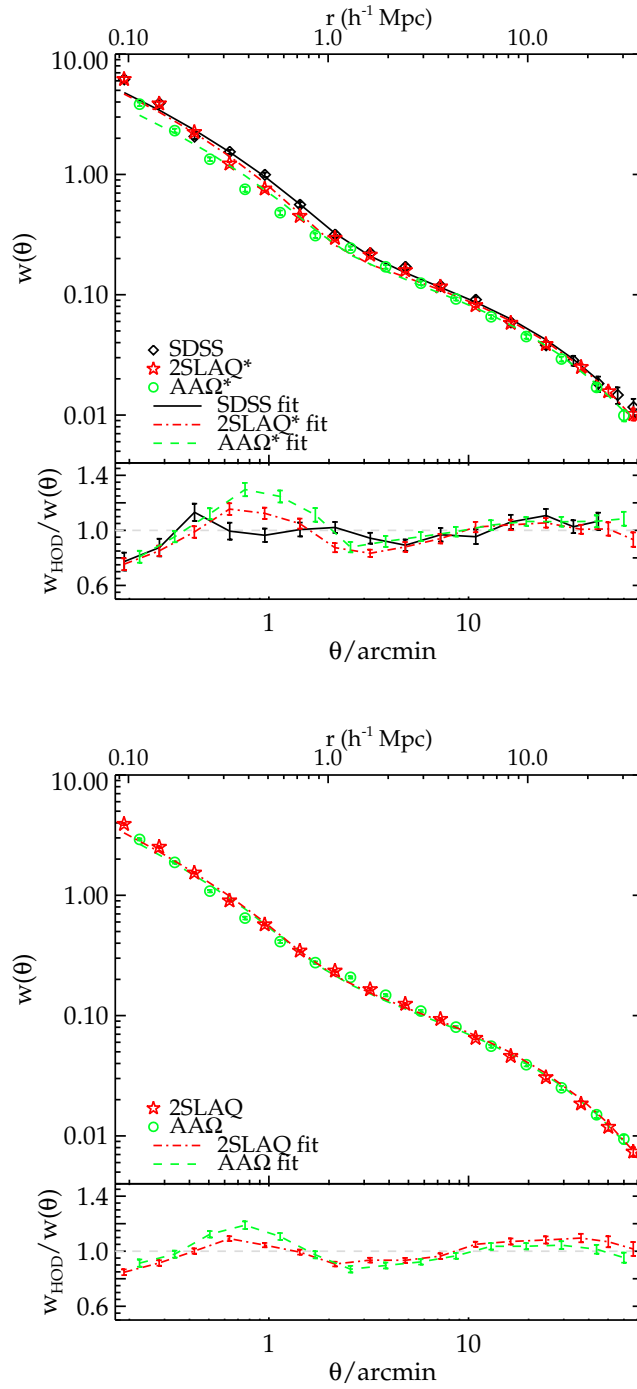 r (h⁻¹ Mpc)
0.10 1.0 10.0
10.00
1.00
0.10
0.01
w(θ)
SDSS
2SLAQ*
AAΩ*
SDSS fit
2SLAQ* fit
AAΩ* fit
1.4
1.0
0.6
w_HOD/w(θ)
1 10
θ/arcmin
r (h⁻¹ Mpc)
0.10 1.0 10.0
10.00
1.00
0.10
0.01
w(θ)
2SLAQ
AAΩ
2SLAQ fit
AAΩ fit
1.4
1.0
0.6
w_HOD/w(θ)
1 10
θ/arcmin